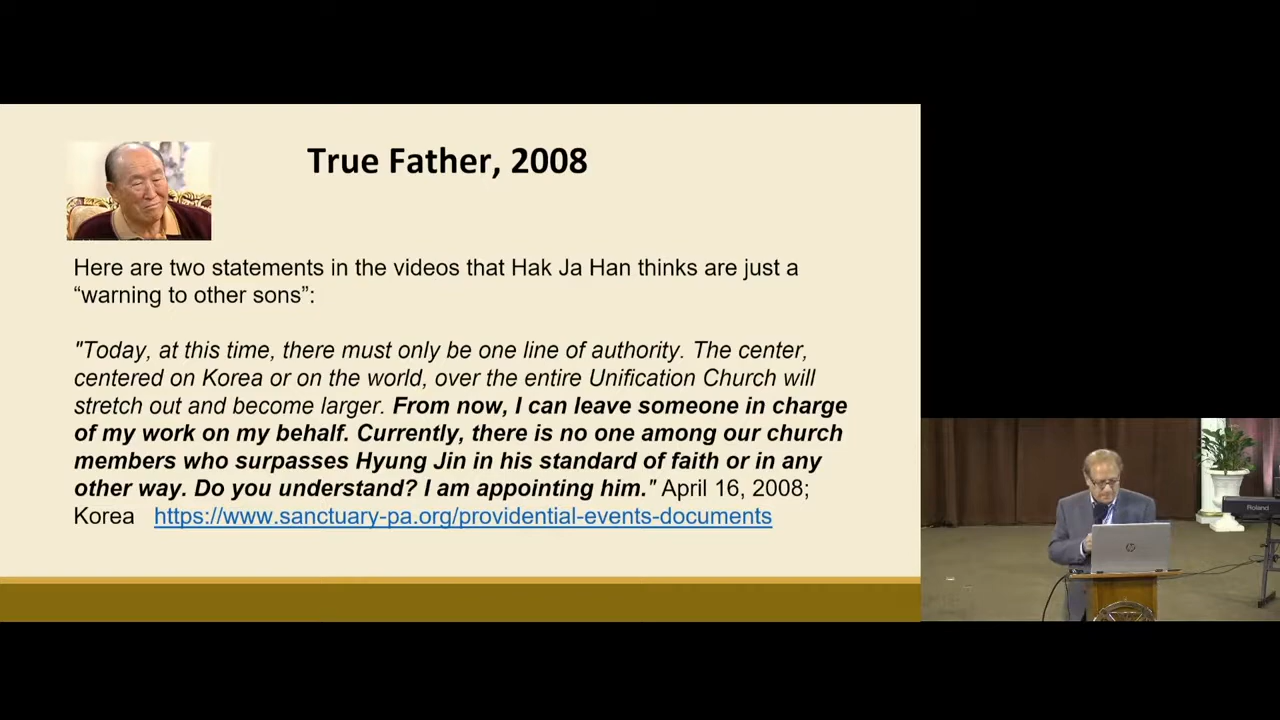 True Father, 2008
Here are two statements in the videos that Hak Ja Han thinks are just a
“warning to other sons”:
"Today, at this time, there must only be one line of authority. The center,
centered on Korea or on the world, over the entire Unification Church will
stretch out and become larger. From now, I can leave someone in charge
of my work on my behalf. Currently, there is no one among our church
members who surpasses Hyung Jin in his standard of faith or in any
other way. Do you understand? I am appointing him." April 16, 2008;
Korea https://www.sanctuary-pa.org/providential-events-documents
Roland
hp